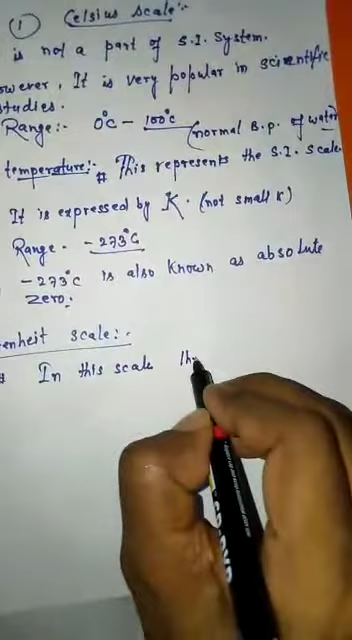 (1) Celsius scale:-
is not a part of S.I. System.
owever, It is very popular in scientific
studies.
Range:- 0°C - 100°C
(normal B.P. of water
temperature:- # This represents the S.I. scale
It is expressed by K. (not small k)
Range - -273°C
-273°C is also known as absolute
zero.
enheit scale:-
# In this scale th